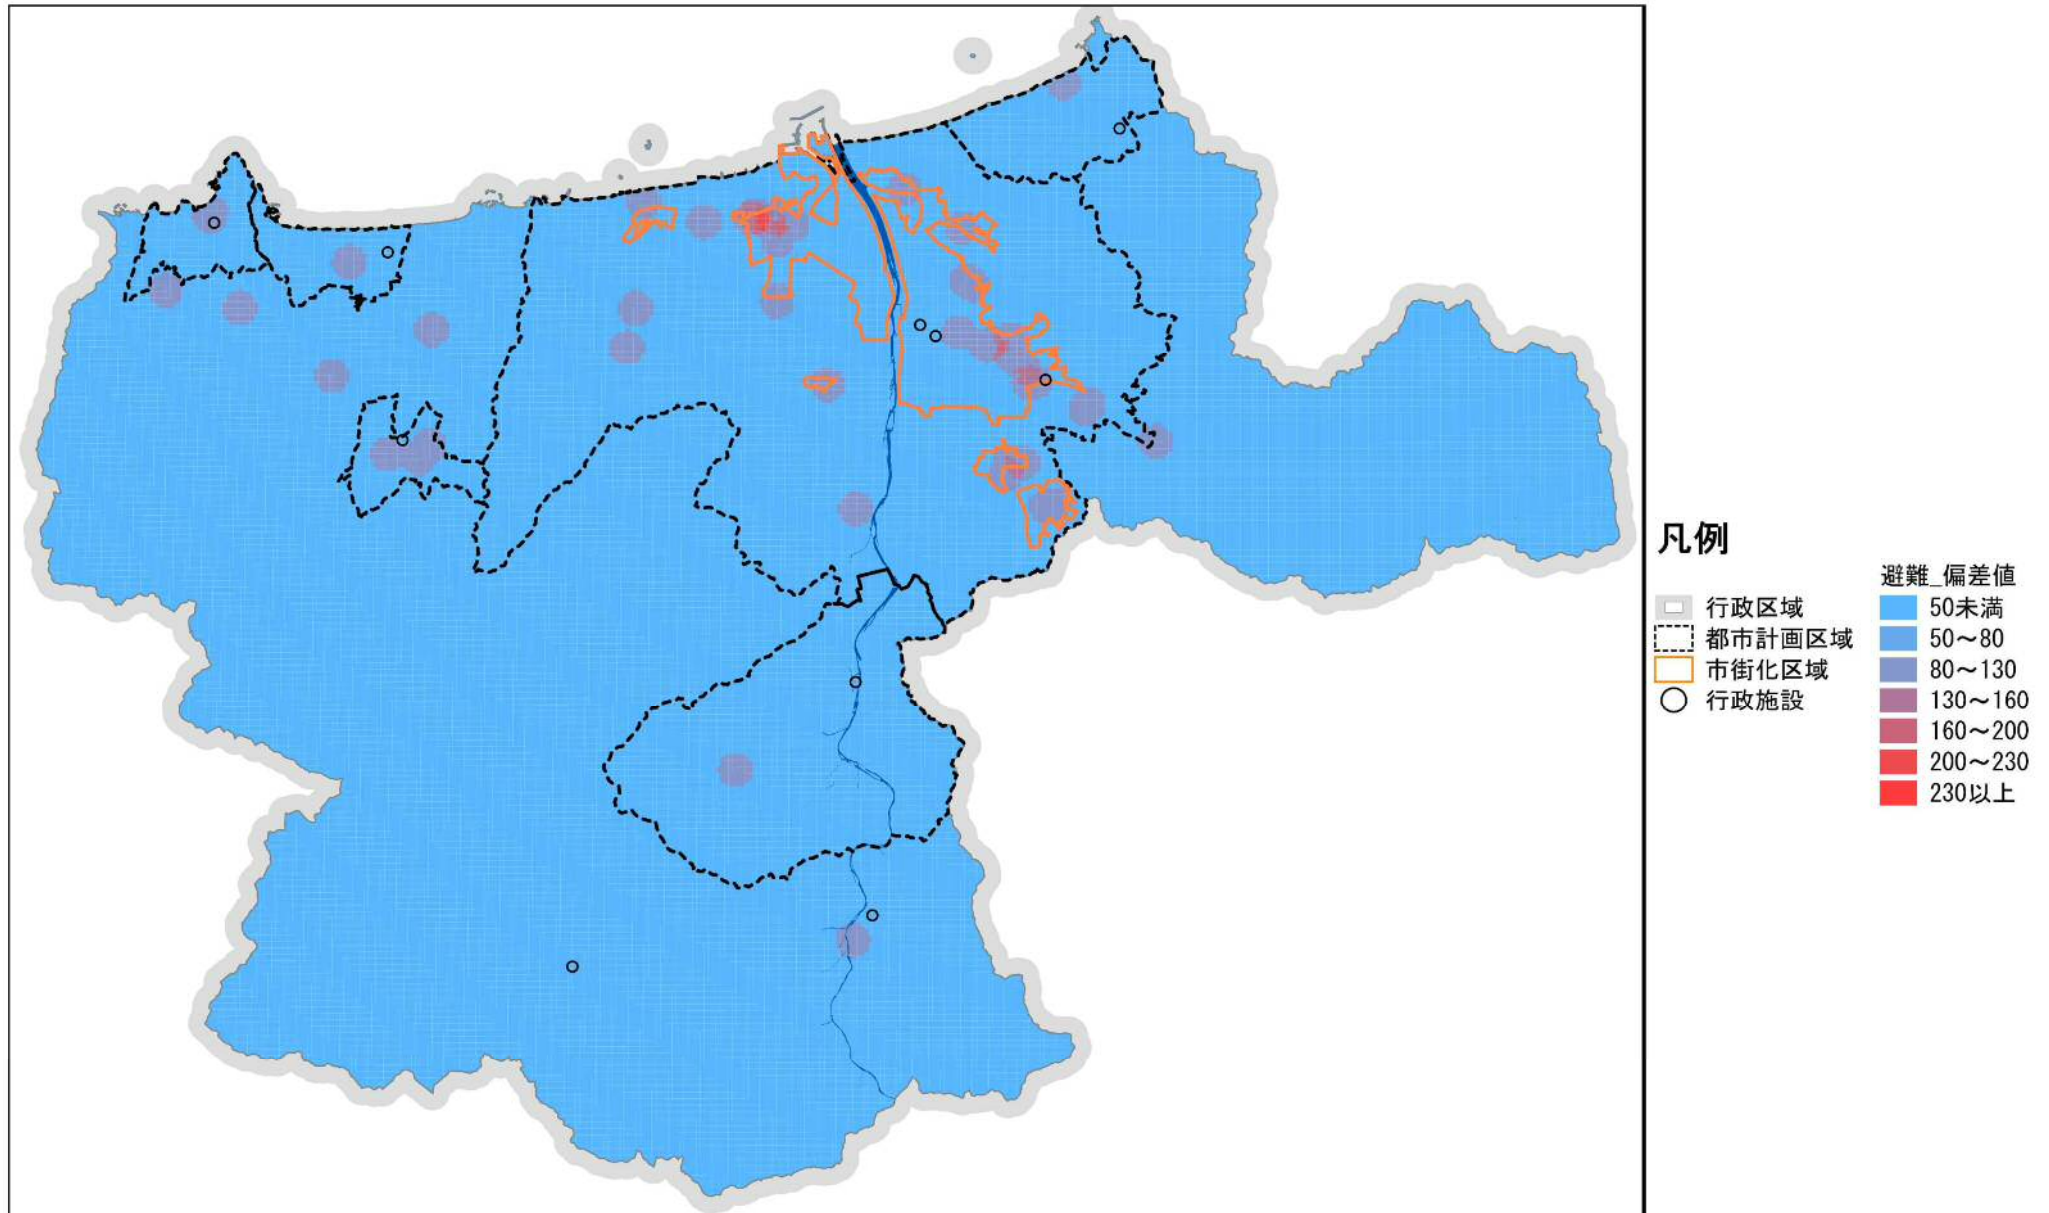 凡例
行政区域
都市計画区域
市街化区域
行政施設
避難_偏差値
50未満
50～80
80～130
130～160
160～200
200～230
230以上